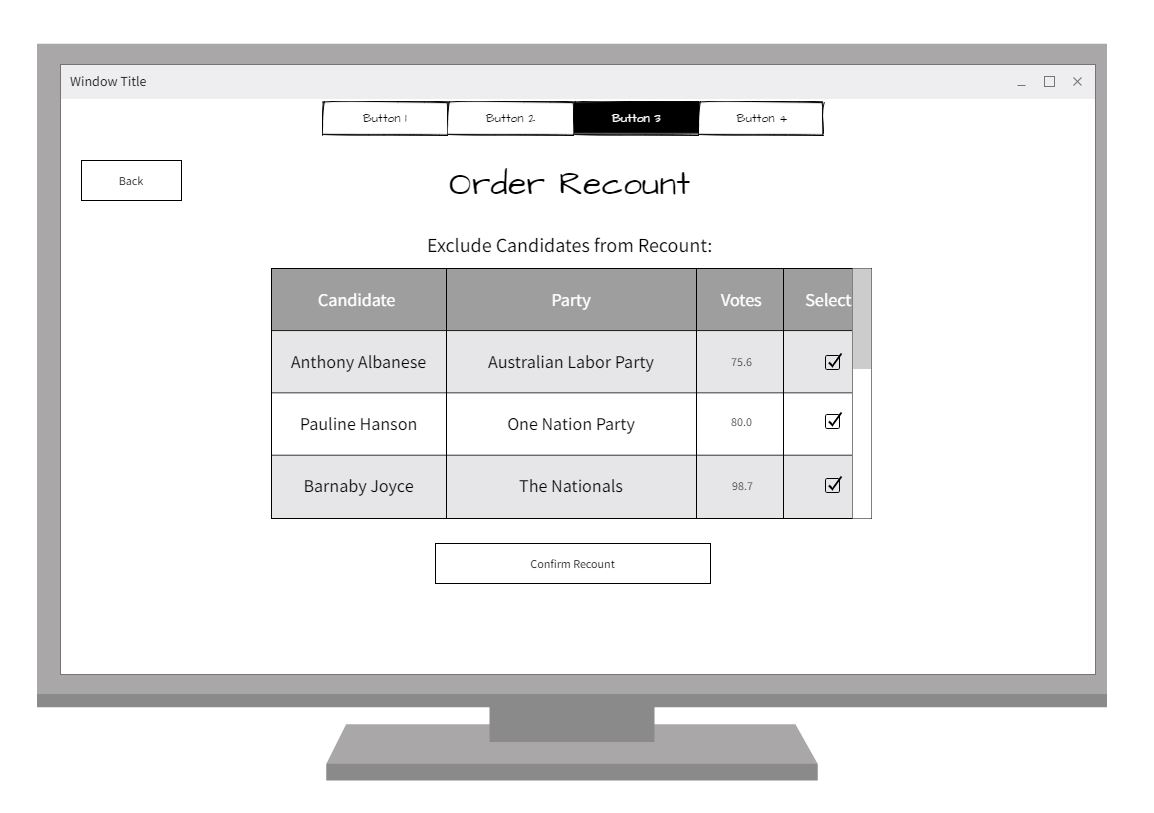 Window Title
Button 1 Button 2 Button 3 Button 4
Back
Order Recount
Exclude Candidates from Recount:
Candidate Party Votes Select
Anthony Albanese Australian Labor Party 75.6
Pauline Hanson One Nation Party 80.0
Barnaby Joyce The Nationals 98.7
Confirm Recount